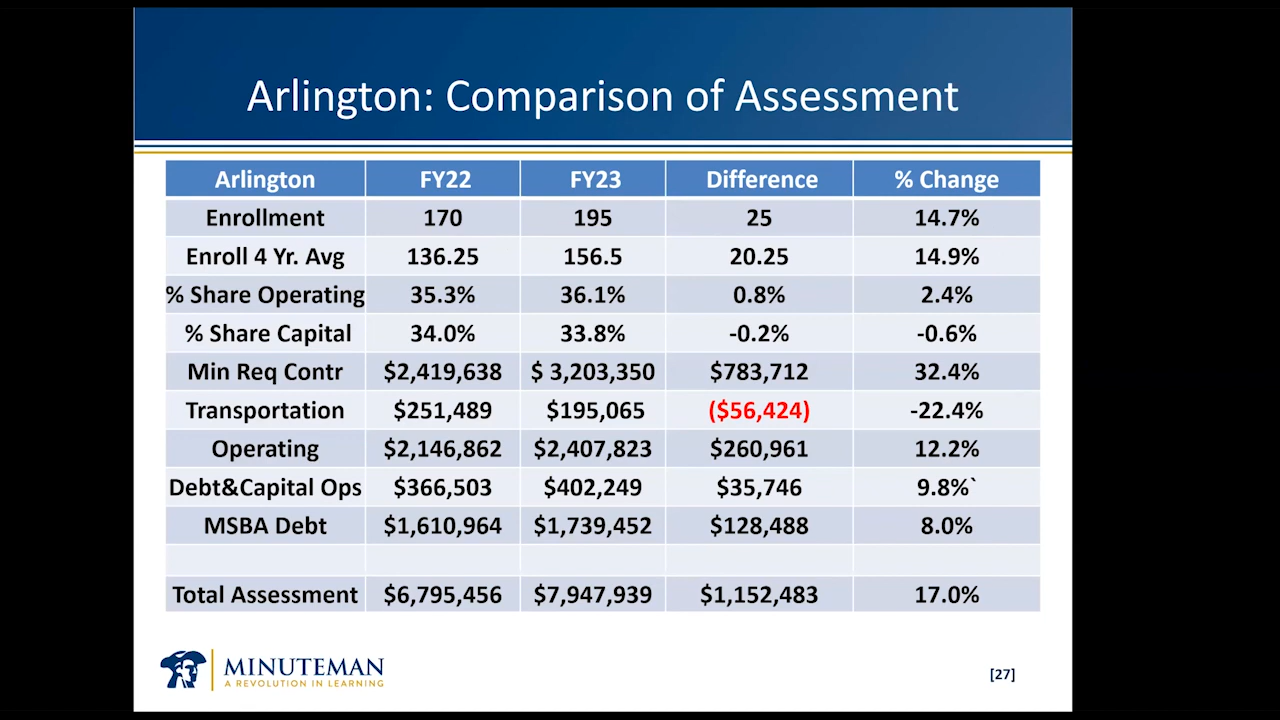 Arlington: Comparison of Assessment
Arlington FY22 FY23 Difference % Change
Enrollment 170 195 25 14.7%
Enroll 4 Yr. Avg 136.25 156.5 20.25 14.9%
% Share Operating 35.3% 36.1% 0.8% 2.4%
% Share Capital 34.0% 33.8% -0.2% -0.6%
Min Req Contr $2,419,638 $ 3,203,350 $783,712 32.4%
Transportation $251,489 $195,065 ($56,424) -22.4%
Operating $2,146,862 $2,407,823 $260,961 12.2%
Debt&Capital Ops $366,503 $402,249 $35,746 9.8%`
MSBA Debt $1,610,964 $1,739,452 $128,488 8.0%
Total Assessment $6,795,456 $7,947,939 $1,152,483 17.0%
MINUTEMAN
A REVOLUTION IN LEARNING
[27]